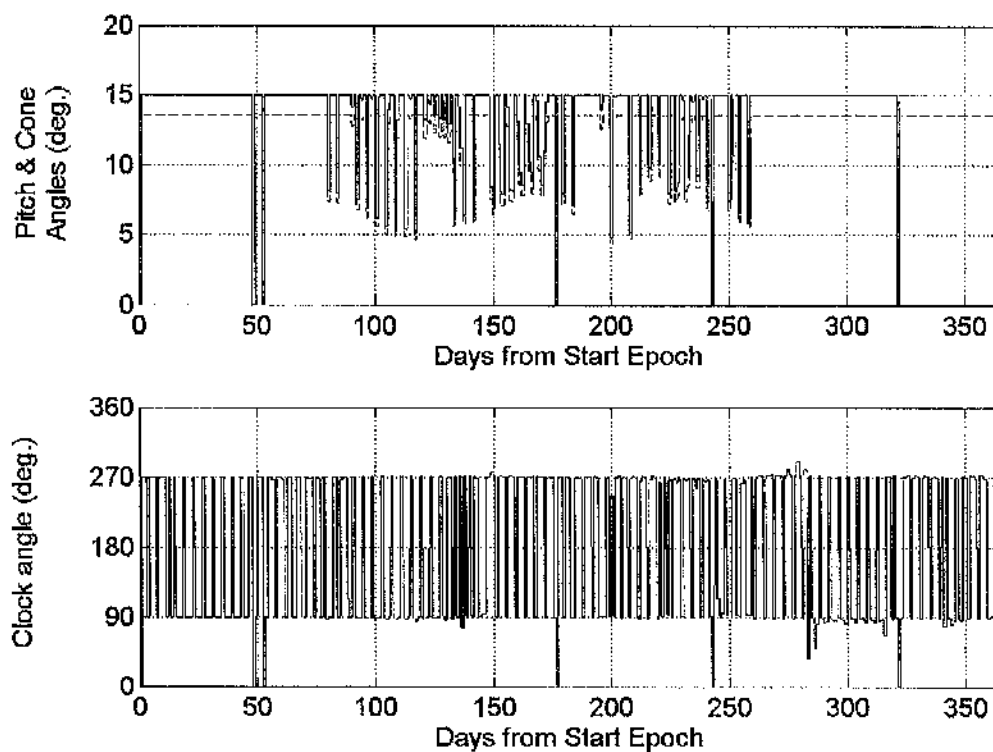 20
15
10
5
0
Pitch & Cone
Angles (deg.)
0 50 100 150 200 250 300 350
Days from Start Epoch
360
270
180
90
0
Clock angle (deg.)
0 50 100 150 200 250 300 350
Days from Start Epoch